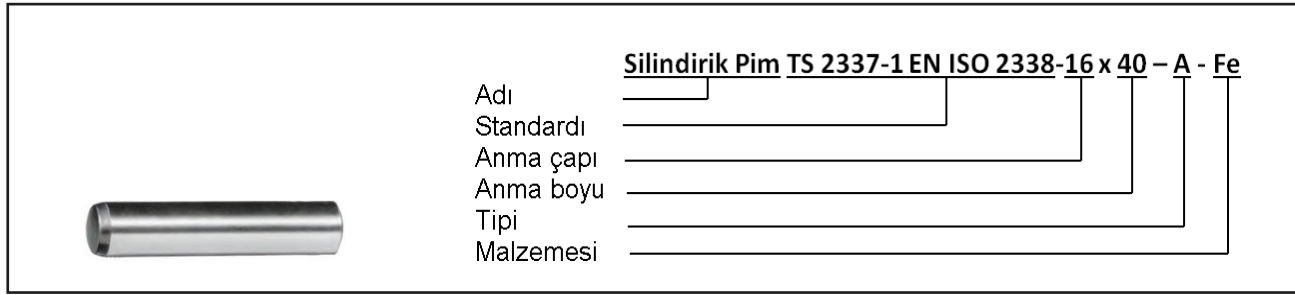 Silindirik Pim TS 2337-1 EN ISO 2338-16 x 40 – A - Fe
Adı
Standardı
Anma çapı
Anma boyu
Tipi
Malzemesi